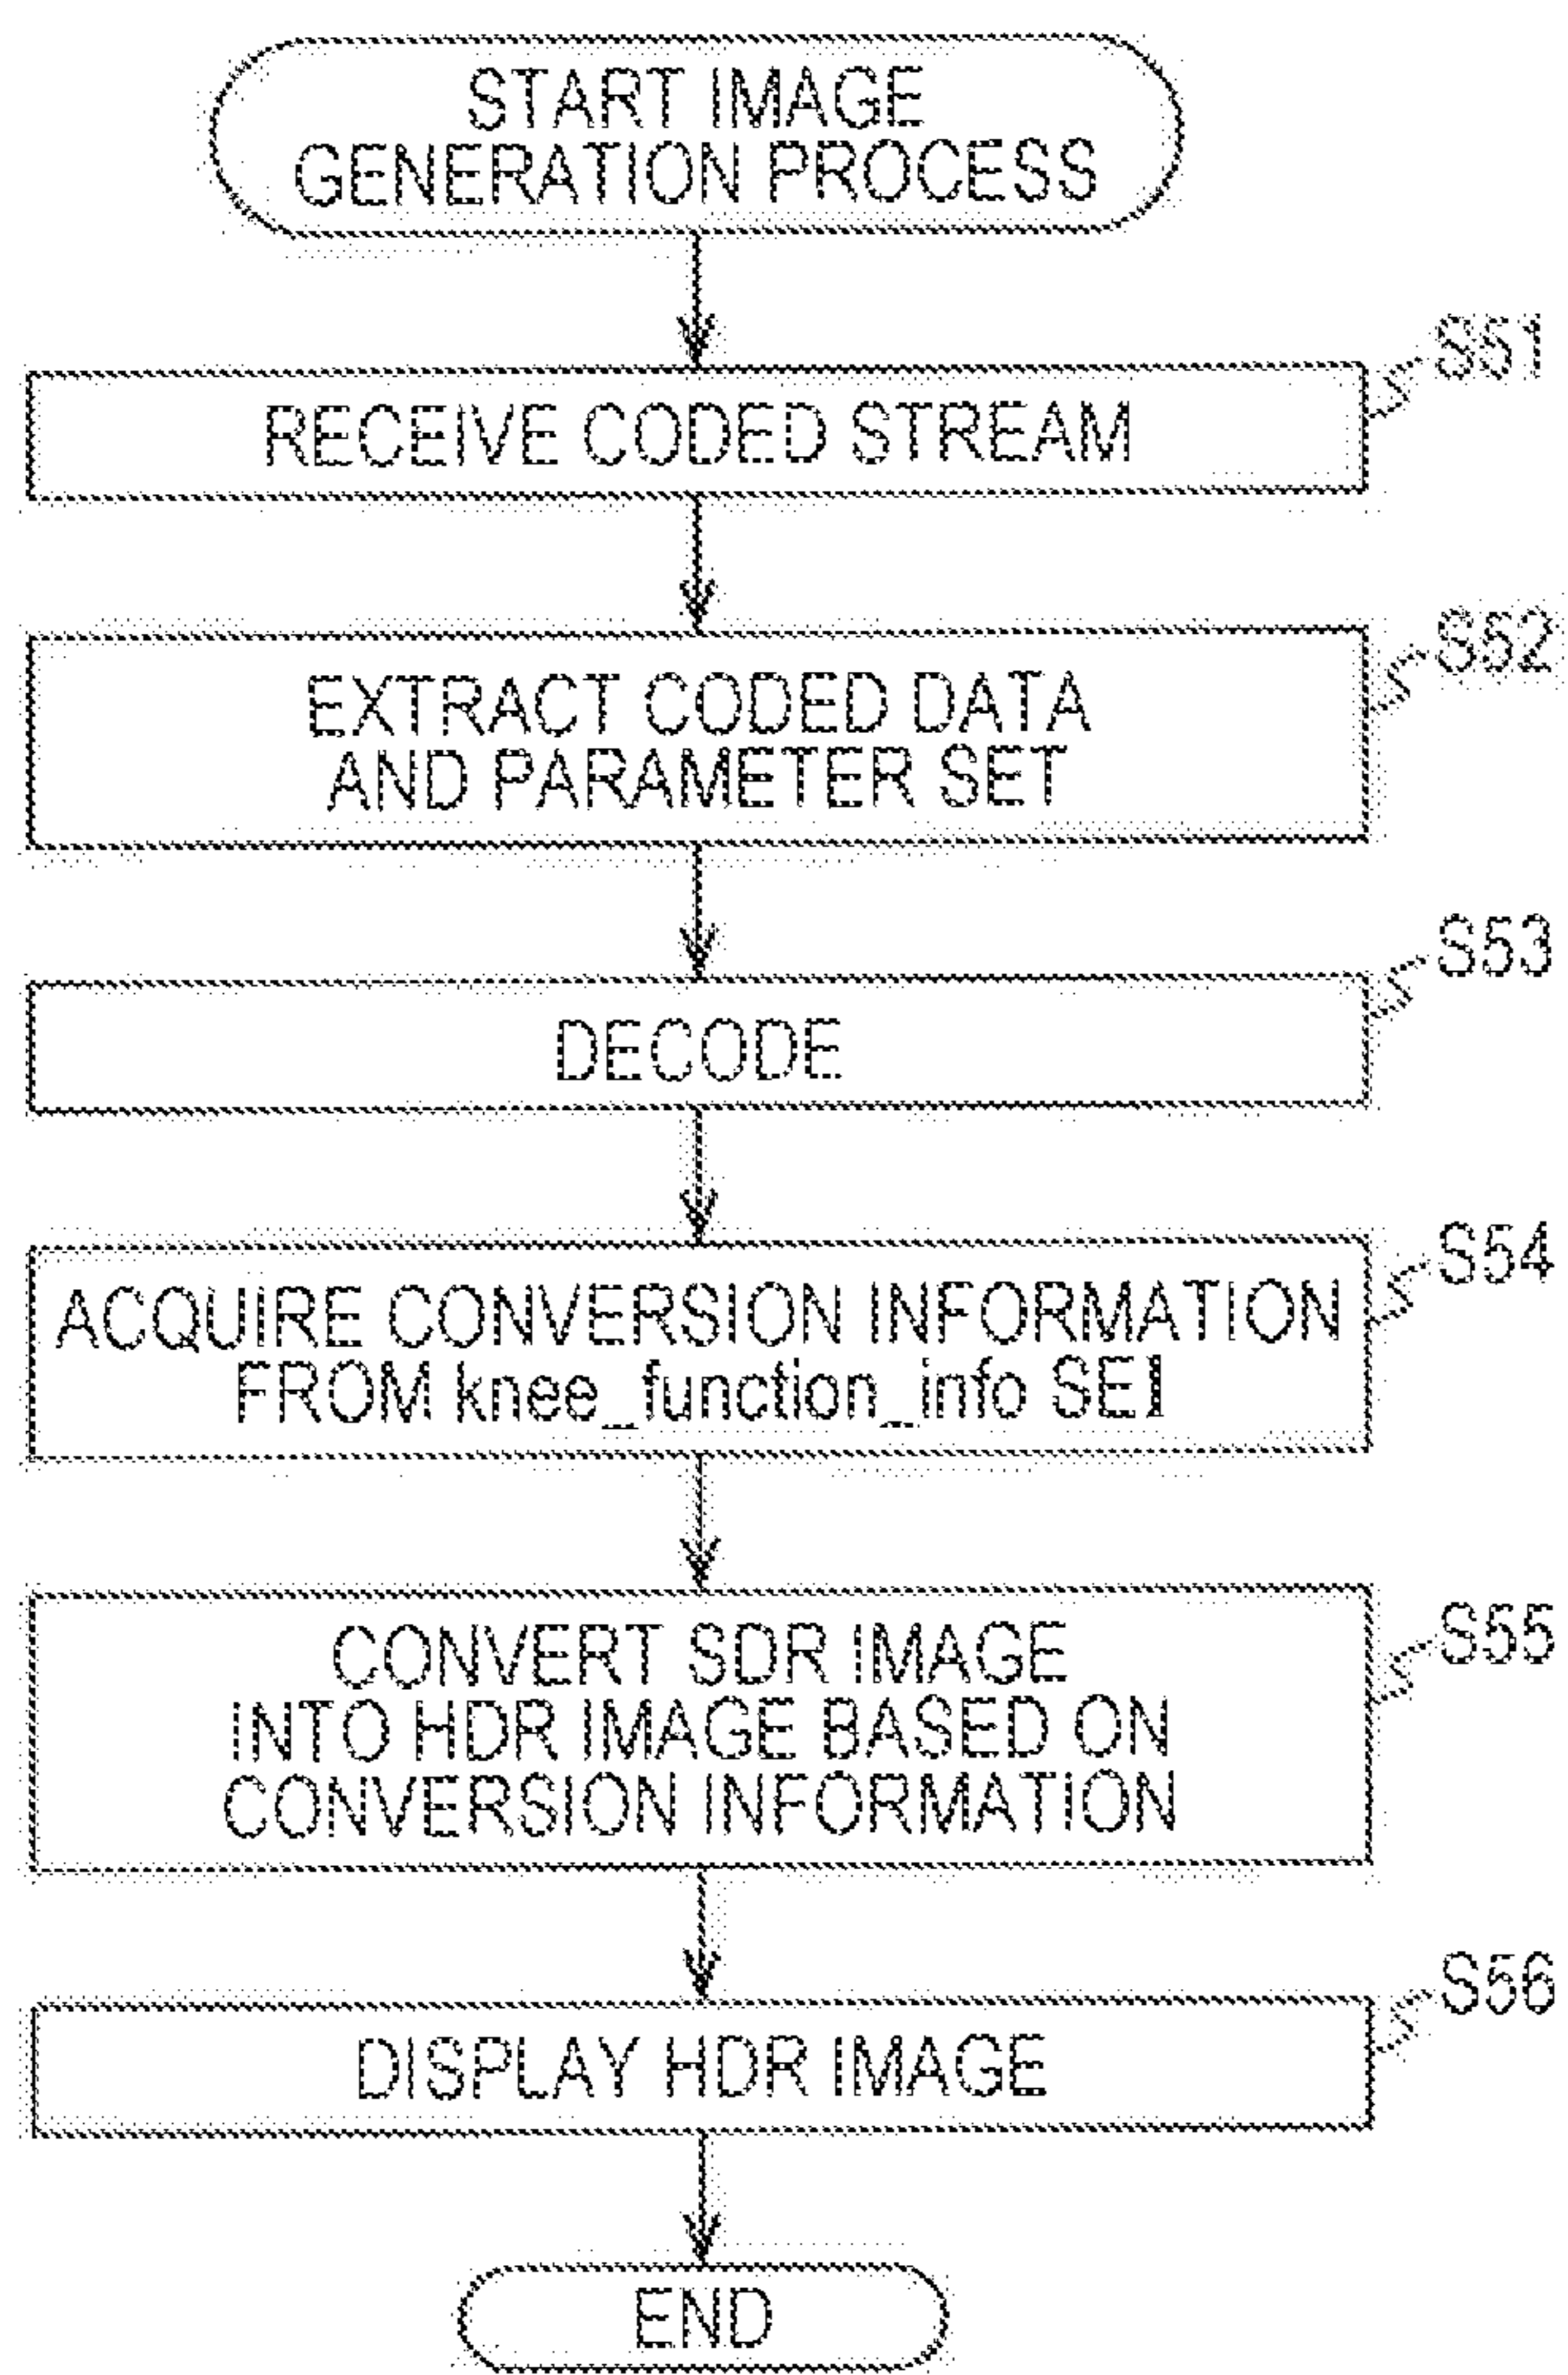 START IMAGE
GENERATION PROCESS
S51
RECEIVE CODED STREAM
S52
EXTRACT CODED DATA
AND PARAMETER SET
S53
DECODE
S54
ACQUIRE CONVERSION INFORMATION
FROM knee_function_info SEI
S55
CONVERT SDR IMAGE
INTO HDR IMAGE BASED ON
CONVERSION INFORMATION
S56
DISPLAY HDR IMAGE
END